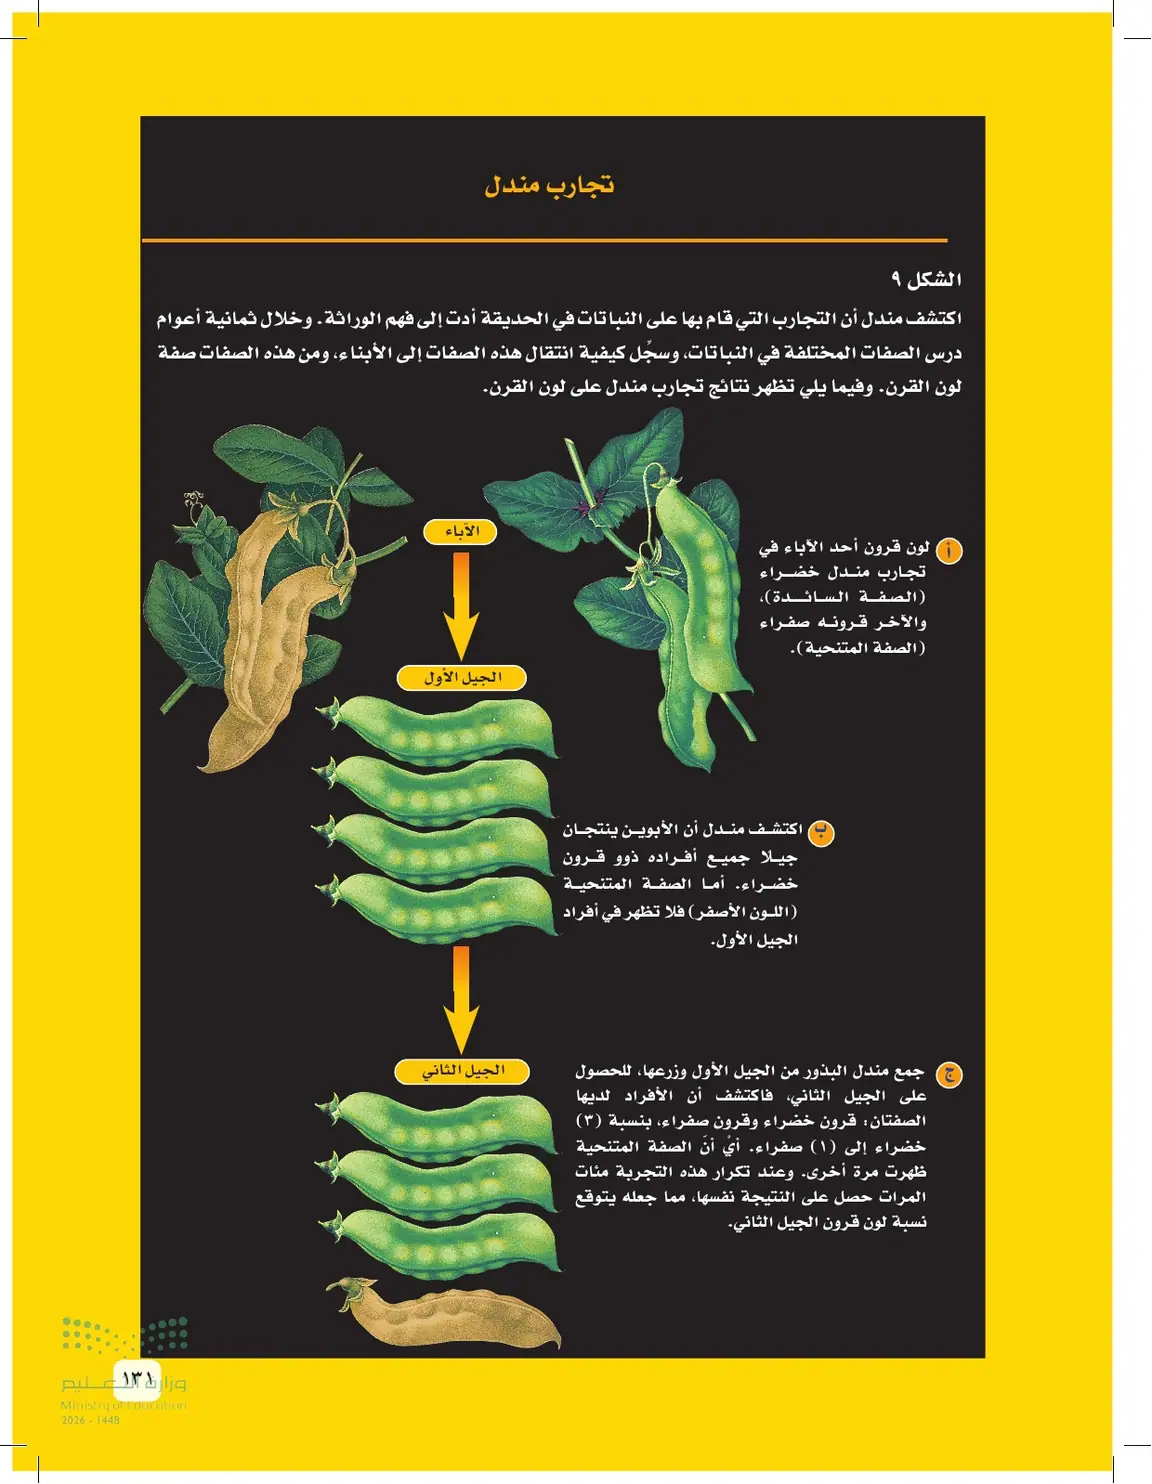 تجارب مندل
الشكل ٩
اكتشف مندل أن التجارب التي قام بها على النباتات في الحديقة أدت إلى فهم الوراثة. وخلال ثمانية أعوام
درس الصفات المختلفة في النباتات، وسجِّل كيفية انتقال هذه الصفات إلى الأبناء، ومن هذه الصفات صفة
لون القرن. وفيما يلي تظهر نتائج تجارب مندل على لون القرن.
الآباء
أ لون قرون أحد الآباء في
تجارب مندل خضراء
(الصفة السائدة)،
والآخر قرونه صفراء
(الصفة المتنحية).
الجيل الأول
ب اكتشف مندل أن الأبوين ينتجان
جيلا جميع أفراده ذوو قرون
خضراء. أما الصفة المتنحية
(اللون الأصفر) فلا تظهر في أفراد
الجيل الأول.
الجيل الثاني
ج جمع مندل البذور من الجيل الأول وزرعها، للحصول
على الجيل الثاني، فاكتشف أن الأفراد لديها
الصفتان: قرون خضراء وقرون صفراء، بنسبة (٣)
خضراء إلى (١) صفراء. أيْ أنَ الصفة المتنحية
ظهرت مرة أخرى. وعند تكرار هذه التجربة مئات
المرات حصل على النتيجة نفسها، مما جعله يتوقع
نسبة لون قرون الجيل الثاني.
وزارة التعليم
١٣١
Ministry of Education
2026 - 1448